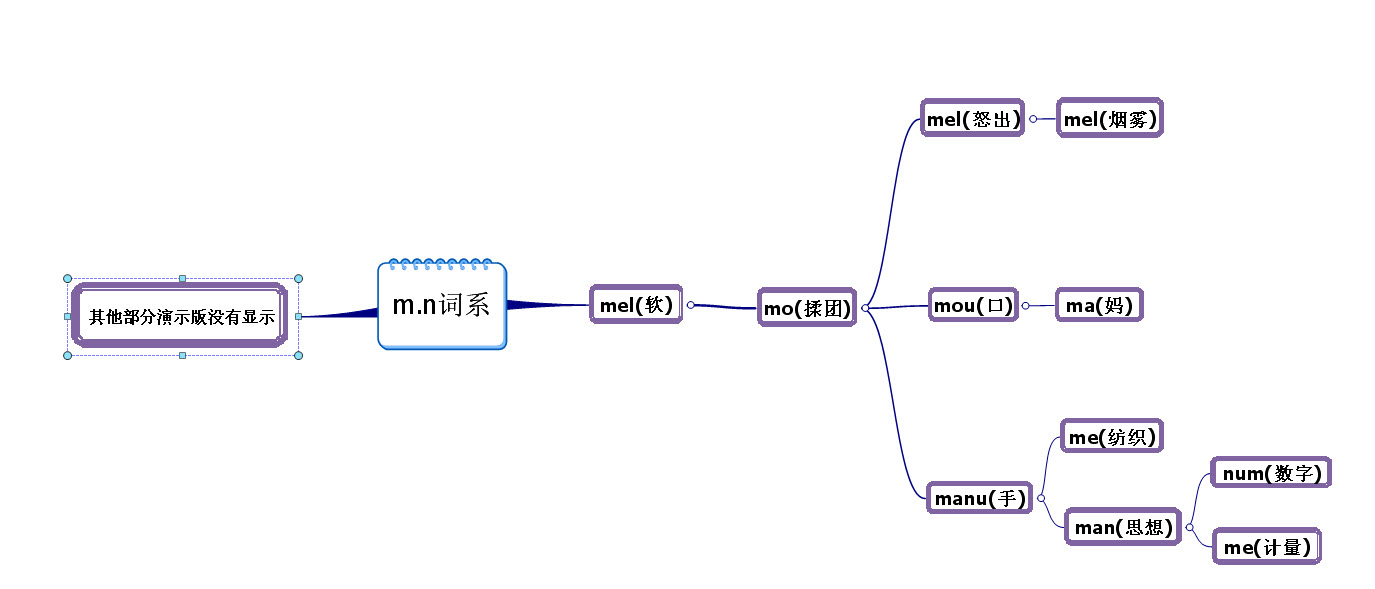 其他部分演示版没有显示
m.n词系
mel(软)
mo(揉团)
mel(怒出)
mel(烟雾)
mou(口)
ma(妈)
manu(手)
me(纺织)
man(思想)
num(数字)
me(计量)